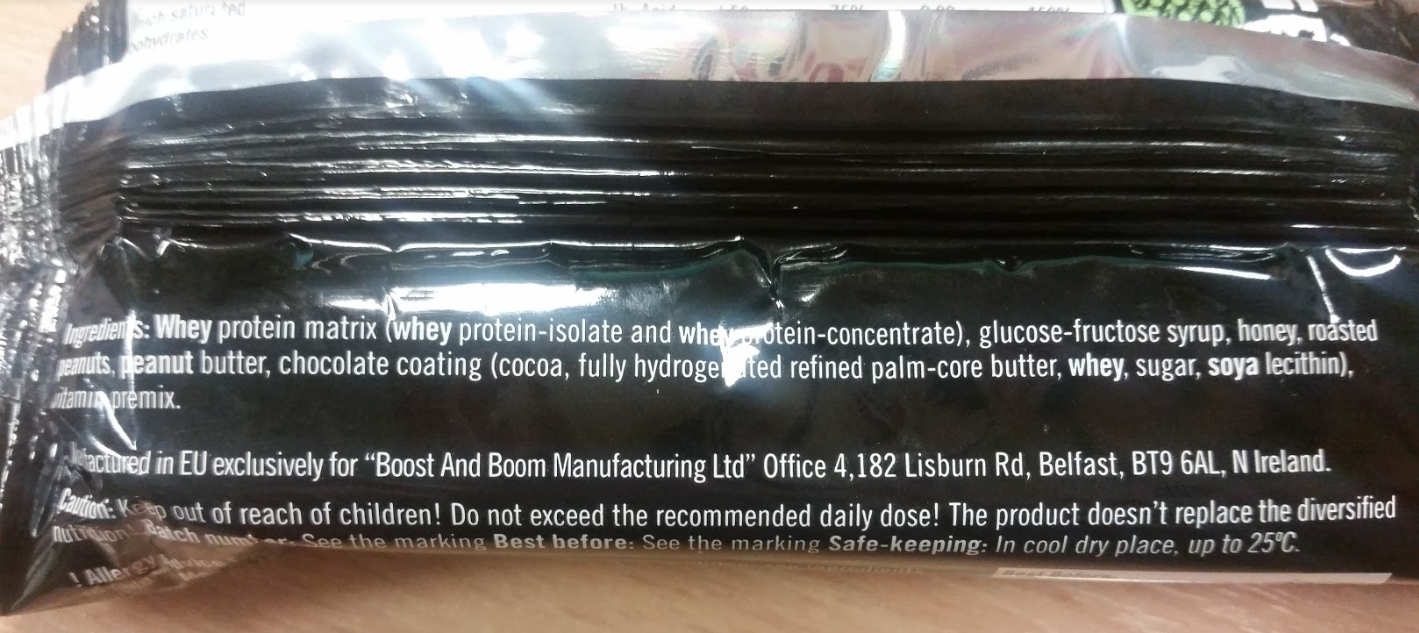 ohydrates
Ingredients: Whey protein matrix (whey protein-isolate and whey protein-concentrate), glucose-fructose syrup, honey, roasted
peanuts, peanut butter, chocolate coating (cocoa, fully hydrogenated refined palm-core butter, whey, sugar, soya lecithin),
vitamin premix.
in EU exclusively for “Boost And Boom Manufacturing Ltd” Office 4,182 Lisburn Rd, Belfast, BT9 6AL, N Ireland.
Caution: Keep out of reach of children! Do not exceed the recommended daily dose! The product doesn’t replace the diversified
nutrition Batch number: See the marking Best before: See the marking Safe-keeping: In cool dry place, up to 25ºC.
! Allergy Advice